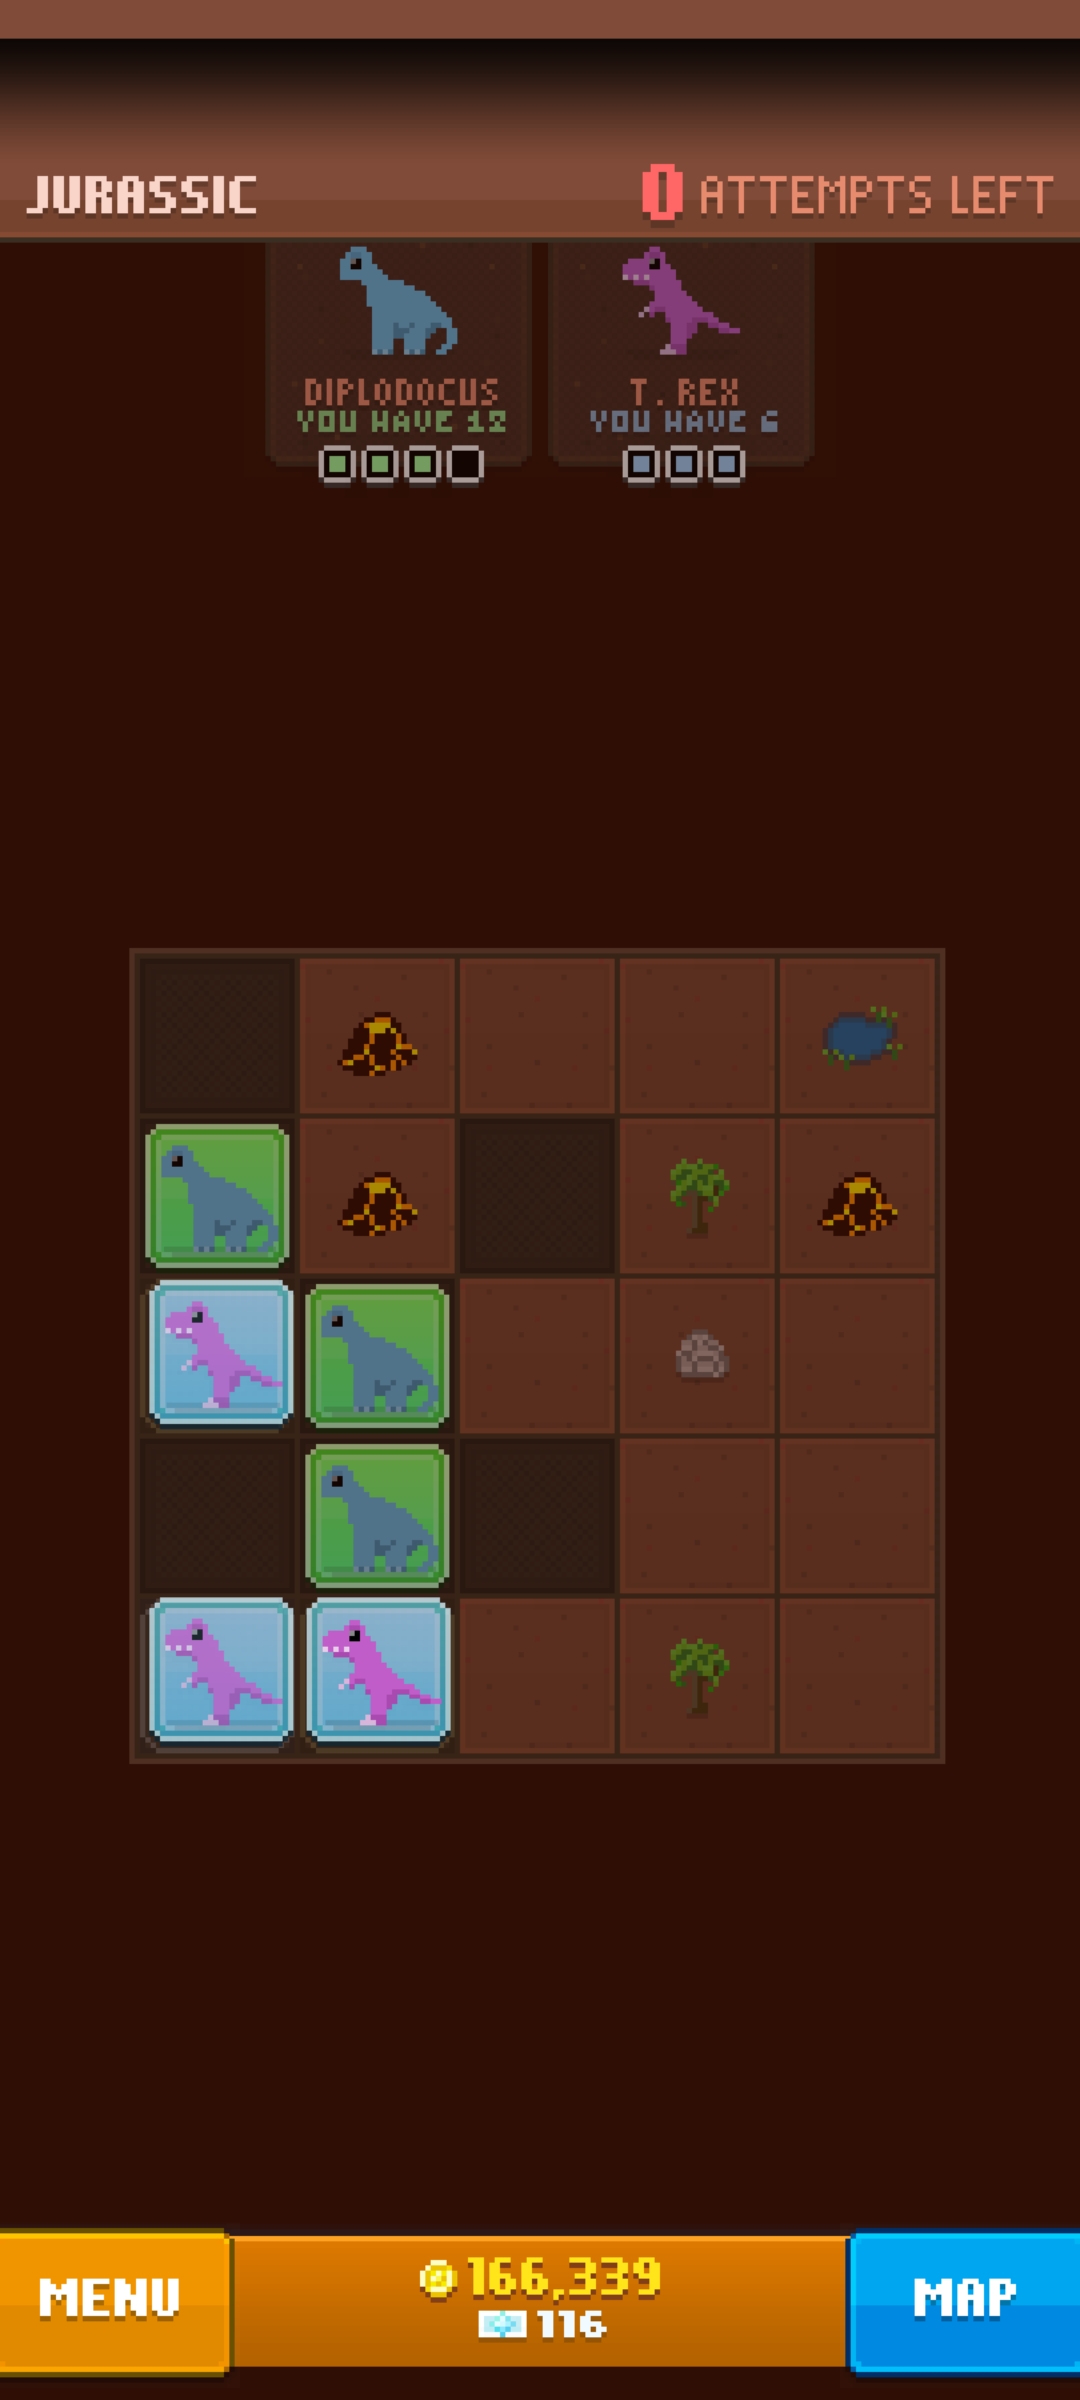 JURASSIC
0 ATTEMPTS LEFT
DIPLODOCUS
YOU HAVE 12
T. REX
YOU HAVE 6
MENU
166,339
116
MAP